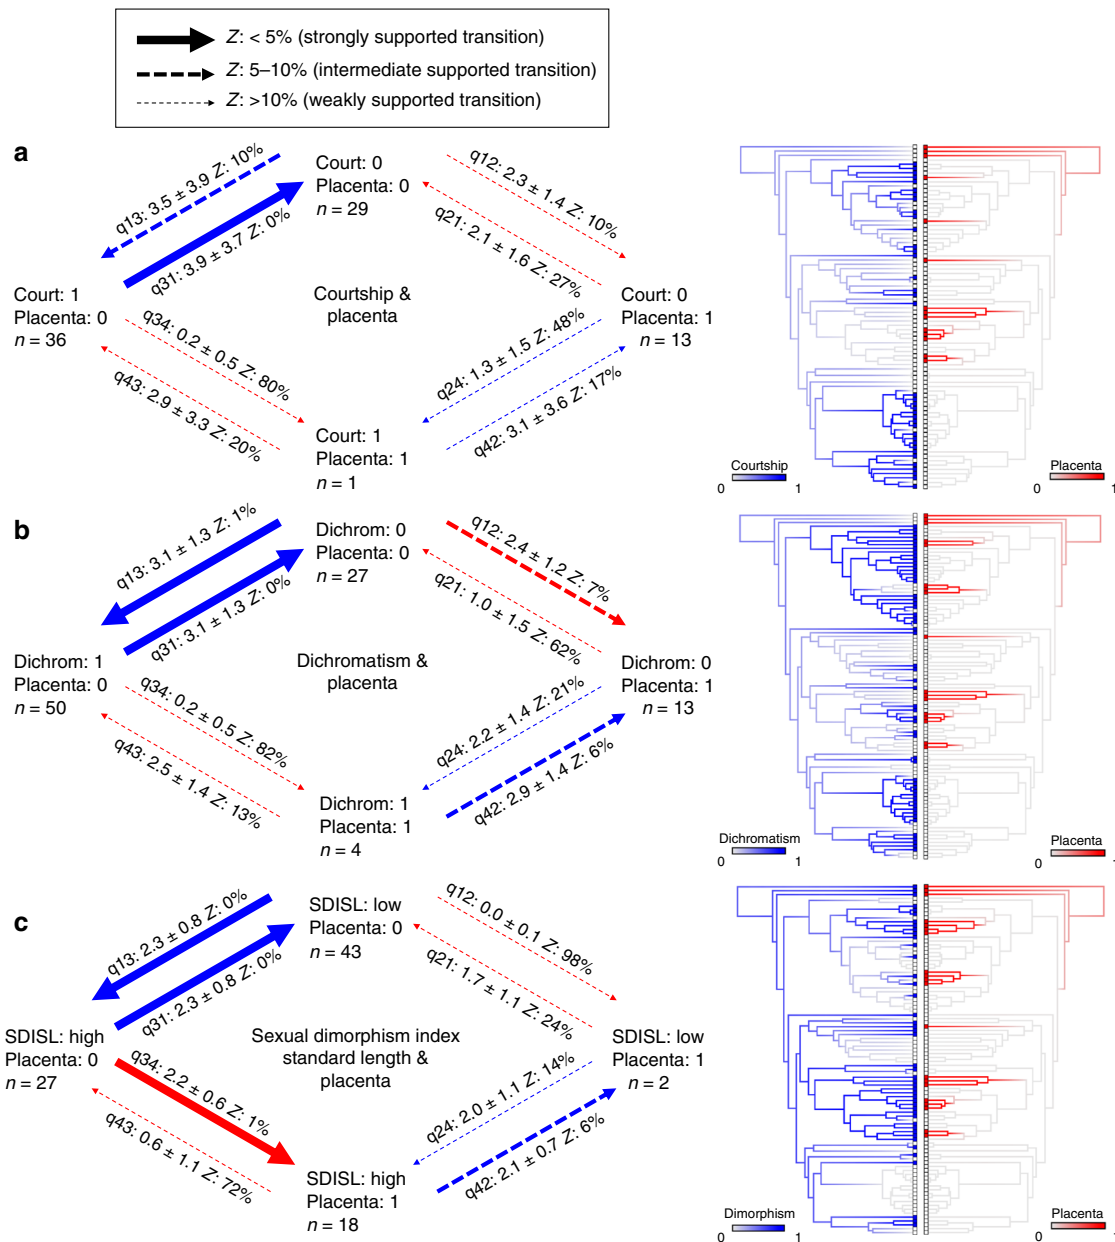 Z: < 5% (strongly supported transition)
Z: 5–10% (intermediate supported transition)
Z: >10% (weakly supported transition)
a
q13: 3.5 ± 3.9 Z: 10%
q31: 3.9 ± 3.7 Z: 0%
Court: 0
Placenta: 0
n = 29
q12: 2.3 ± 1.4 Z: 10%
q21: 2.1 ± 1.6 Z: 27%
Court: 1
Placenta: 0
n = 36
Courtship &
placenta
Court: 0
Placenta: 1
n = 13
q34: 0.2 ± 0.5 Z: 80%
q43: 2.9 ± 3.3 Z: 20%
q24: 1.3 ± 1.5 Z: 48%
q42: 3.1 ± 3.6 Z: 17%
Court: 1
Placenta: 1
n = 1
Courtship
0 1
Placenta
0 1
b
q13: 3.1 ± 1.3 Z: 1%
q31: 3.1 ± 1.3 Z: 0%
Dichrom: 0
Placenta: 0
n = 27
q12: 2.4 ± 1.2 Z: 7%
q21: 1.0 ± 1.5 Z: 62%
Dichrom: 1
Placenta: 0
n = 50
Dichromatism &
placenta
Dichrom: 0
Placenta: 1
n = 13
q34: 0.2 ± 0.5 Z: 82%
q43: 2.5 ± 1.4 Z: 13%
q24: 2.2 ± 1.4 Z: 21%
q42: 2.9 ± 1.4 Z: 6%
Dichrom: 1
Placenta: 1
n = 4
Dichromatism
0 1
Placenta
0 1
c
q13: 2.3 ± 0.8 Z: 0%
q31: 2.3 ± 0.8 Z: 0%
SDISL: low
Placenta: 0
n = 43
q12: 0.0 ± 0.1 Z: 98%
q21: 1.7 ± 1.1 Z: 24%
SDISL: high
Placenta: 0
n = 27
Sexual dimorphism index
standard length &
placenta
SDISL: low
Placenta: 1
n = 2
q34: 2.2 ± 0.6 Z: 1%
q43: 0.6 ± 1.1 Z: 72%
q24: 2.0 ± 1.1 Z: 14%
q42: 2.1 ± 0.7 Z: 6%
SDISL: high
Placenta: 1
n = 18
Dimorphism
0 1
Placenta
0 1